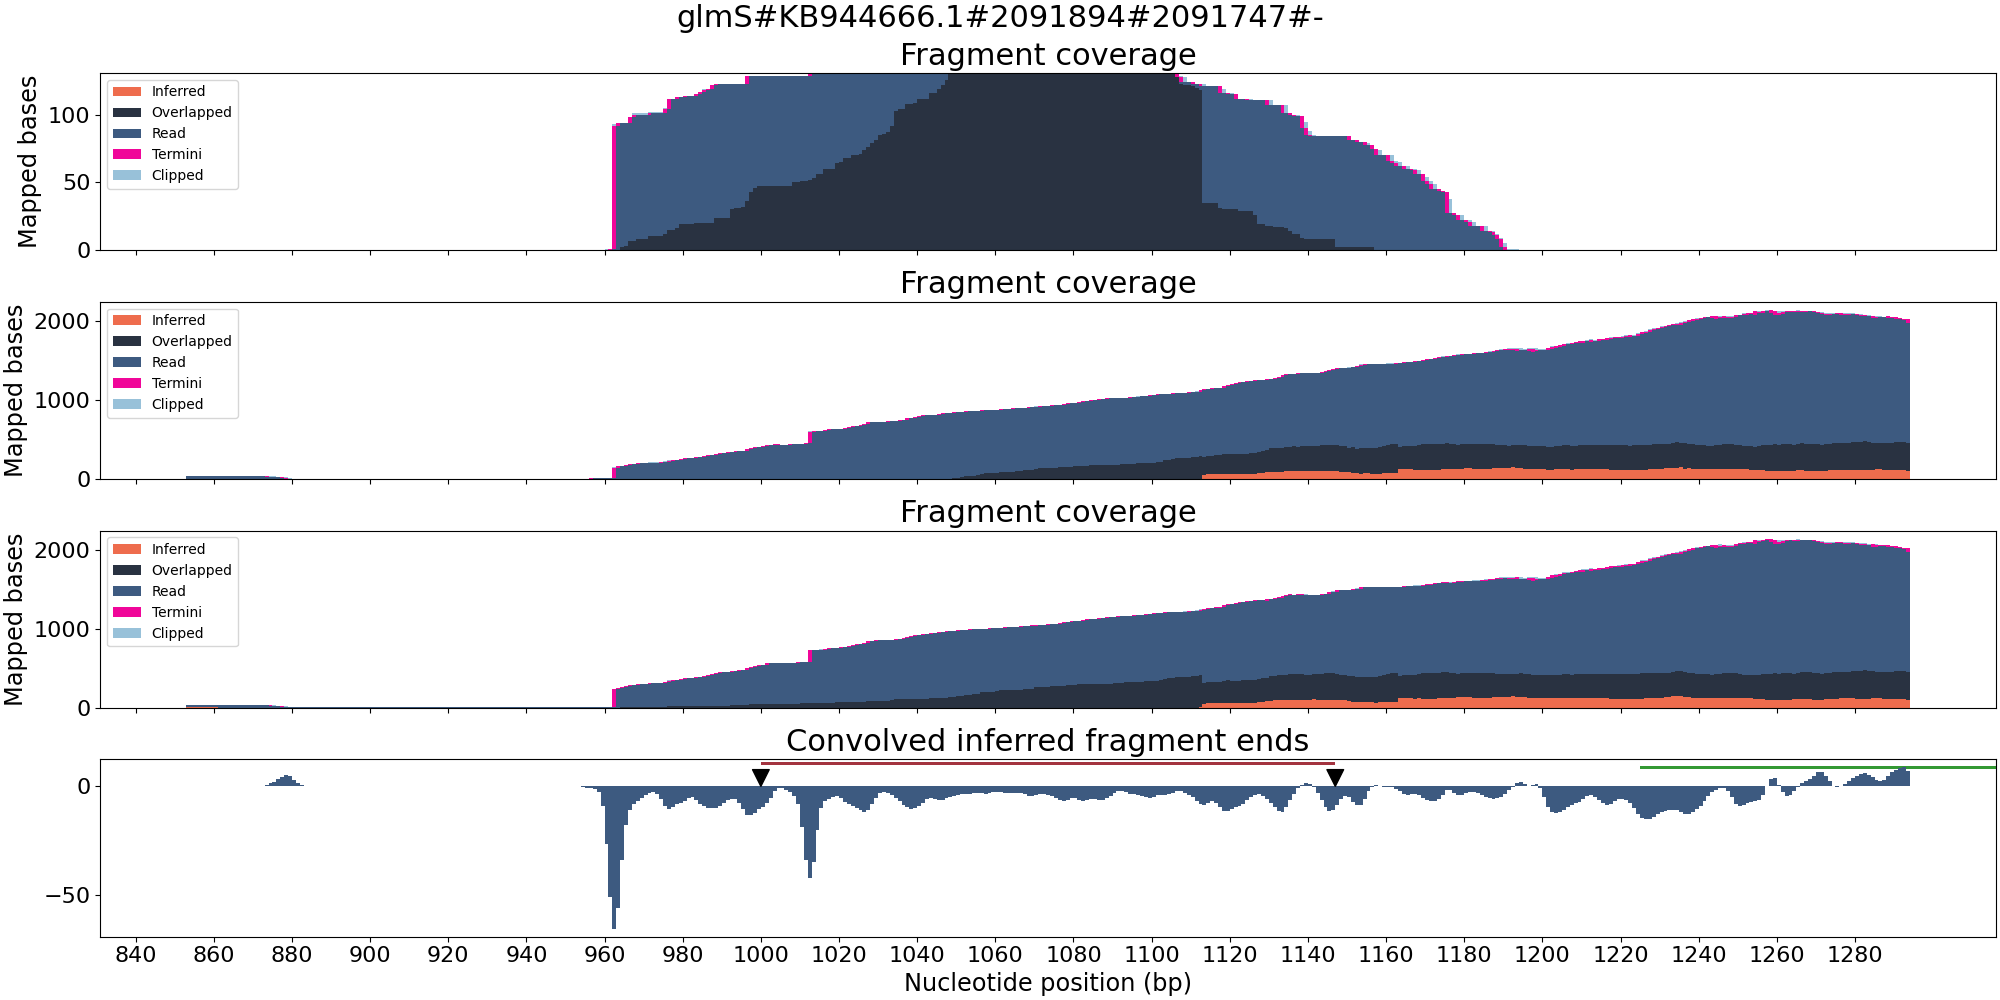 glmS#KB944666.1#2091894#2091747#-
Fragment coverage
Mapped bases
100
50
0
Inferred
Overlapped
Read
Termini
Clipped
Fragment coverage
Mapped bases
2000
1000
0
Inferred
Overlapped
Read
Termini
Clipped
Fragment coverage
Mapped bases
2000
1000
0
Inferred
Overlapped
Read
Termini
Clipped
Convolved inferred fragment ends
0
−50
840 860 880 900 920 940 960 980 1000 1020 1040 1060 1080 1100 1120 1140 1160 1180 1200 1220 1240 1260 1280
Nucleotide position (bp)